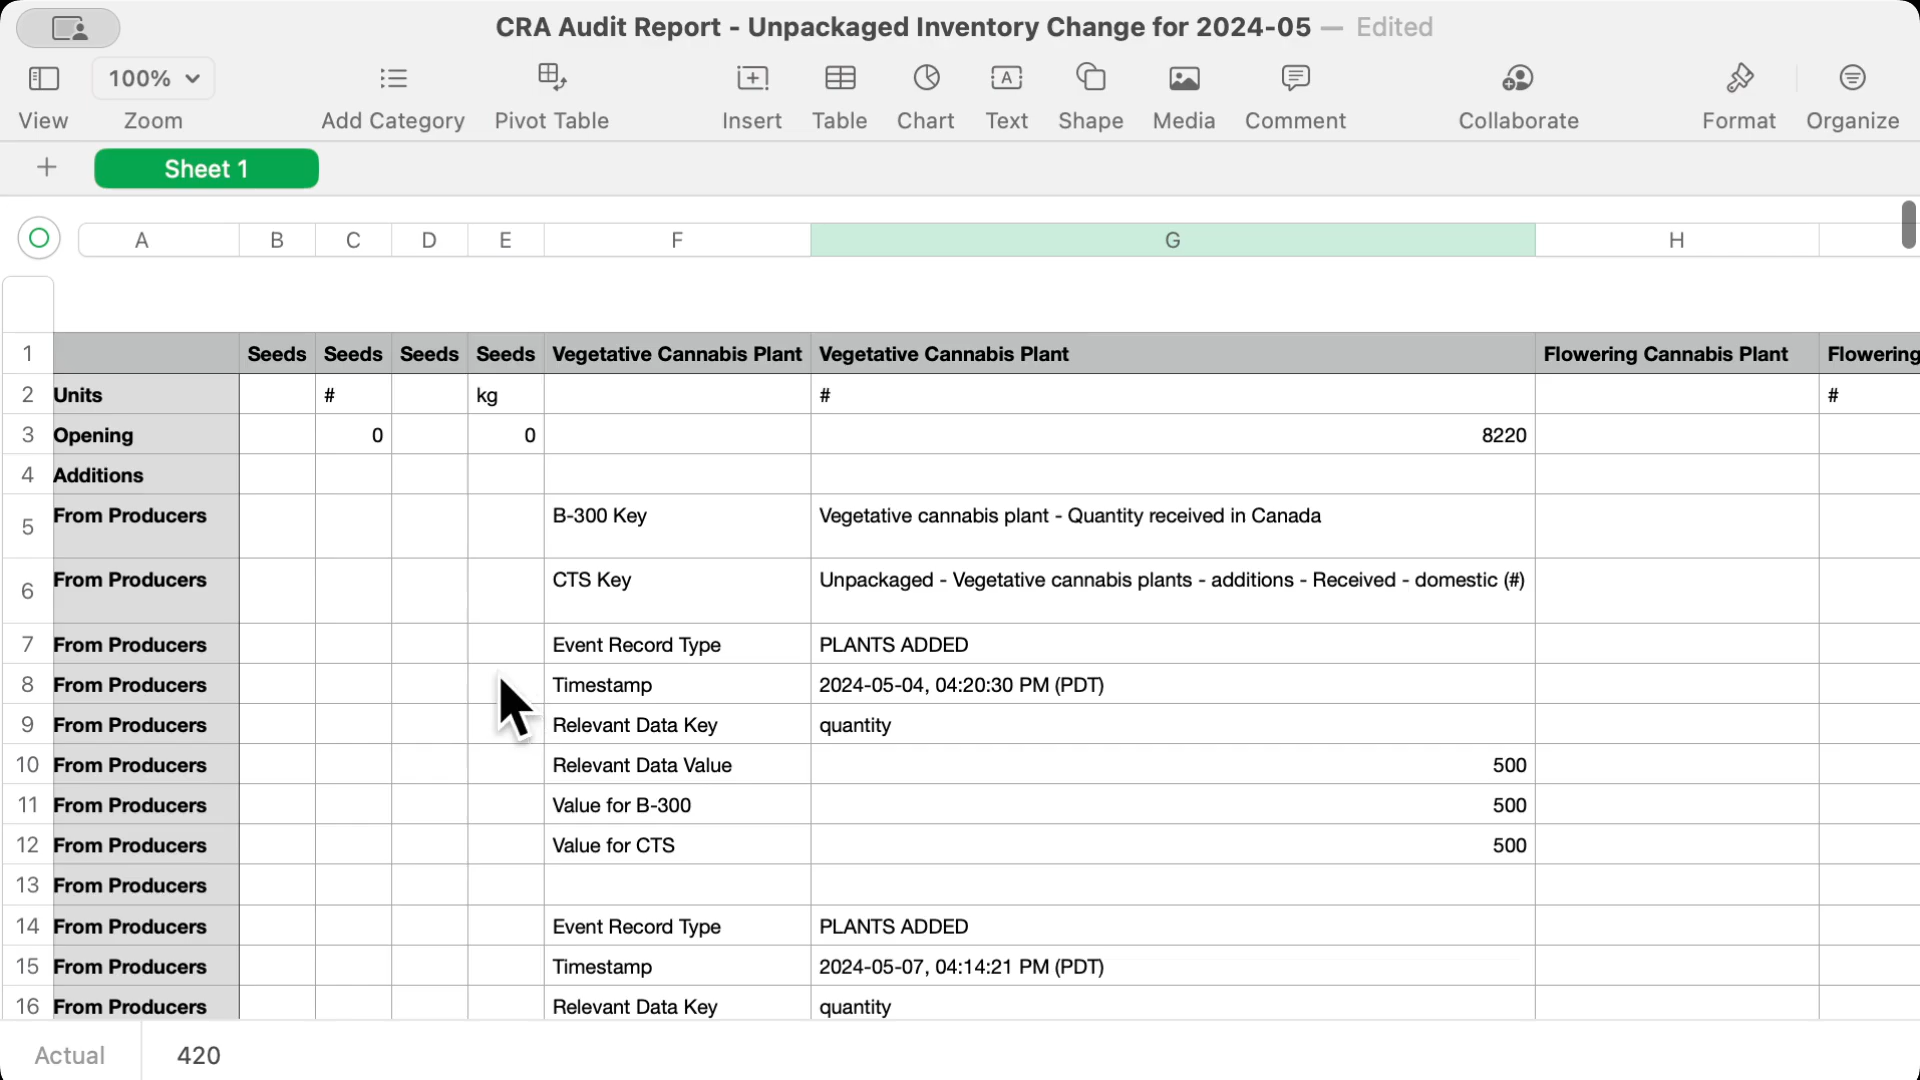 CRA Audit Report - Unpackaged Inventory Change for 2024-05 — Edited
100%
View Zoom Add Category Pivot Table Insert Table Chart Text Shape Media Comment Collaborate Format Organize
+ Sheet 1
A B C D E F G H
1 Seeds Seeds Seeds Seeds Vegetative Cannabis Plant Vegetative Cannabis Plant Flowering Cannabis Plant Flowering
2 Units # kg # #
3 Opening 0 0 8220
4 Additions
5 From Producers B-300 Key Vegetative cannabis plant - Quantity received in Canada
6 From Producers CTS Key Unpackaged - Vegetative cannabis plants - additions - Received - domestic (#)
7 From Producers Event Record Type PLANTS ADDED
8 From Producers Timestamp 2024-05-04, 04:20:30 PM (PDT)
9 From Producers Relevant Data Key quantity
10 From Producers Relevant Data Value 500
11 From Producers Value for B-300 500
12 From Producers Value for CTS 500
13 From Producers
14 From Producers Event Record Type PLANTS ADDED
15 From Producers Timestamp 2024-05-07, 04:14:21 PM (PDT)
16 From Producers Relevant Data Key quantity
Actual 420